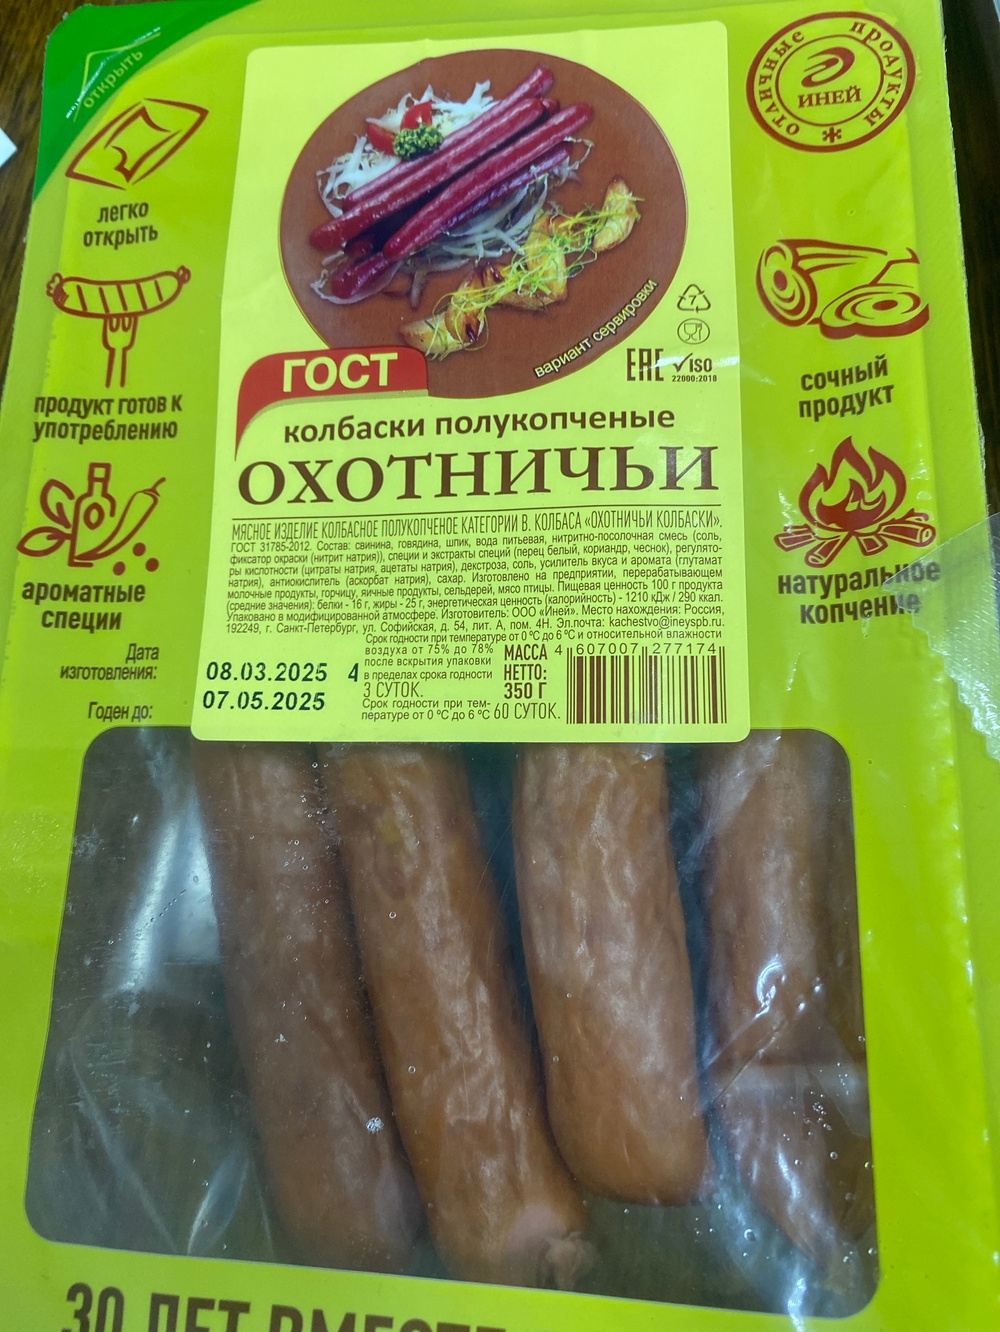 открыть
ОТЛИЧНЫЕ ПРОДУКТЫ
ИНЕЙ
легко
открыть
продукт готов к
употреблению
ароматные
специи
сочный
продукт
натуральное
копчение
вариант сервировки
7
EAC
ISO
22000:2018
ГОСТ
колбаски полукопченые
ОХОТНИЧЬИ
МЯСНОЕ ИЗДЕЛИЕ КОЛБАСНОЕ ПОЛУКОПЧЕНОЕ КАТЕГОРИИ В. КОЛБАСА «ОХОТНИЧЬИ КОЛБАСКИ».
ГОСТ 31785-2012. Состав: свинина, говядина, шпик, вода питьевая, нитритно-посолочная смесь (соль,
фиксатор окраски (нитрит натрия)), специи и экстракты специй (перец белый, кориандр, чеснок), регулято-
ры кислотности (цитраты натрия, ацетаты натрия), декстроза, соль, усилитель вкуса и аромата (глутамат
натрия), антиокислитель (аскорбат натрия), сахар. Изготовлено на предприятии, перерабатывающем
молочные продукты, горчицу, яичные продукты, сельдерей, мясо птицы. Пищевая ценность 100 г продукта
(средние значения): белки - 16 г, жиры - 25 г, энергетическая ценность (калорийность) - 1210 кДж / 290 ккал.
Упаковано в модифицированной атмосфере. Изготовитель: ООО «Иней». Место нахождения: Россия,
192249, г. Санкт-Петербург, ул. Софийская, д. 54, лит. А, пом. 4Н. Эл.почта: kachestvo@ineyspb.ru.
Срок годности при температуре от 0 °С до 6 °С и относительной влажности
воздуха от 75% до 78%
после вскрытия упаковки
в пределах срока годности
3 СУТОК.
Срок годности при тем-
пературе от 0 °С до 6 °С 60 СУТОК.
МАССА
НЕТТО:
350 Г
4 607007 277174
Дата
изготовления:
08.03.2025 4
Годен до:
07.05.2025
30 ЛЕТ ВМЕСТЕ